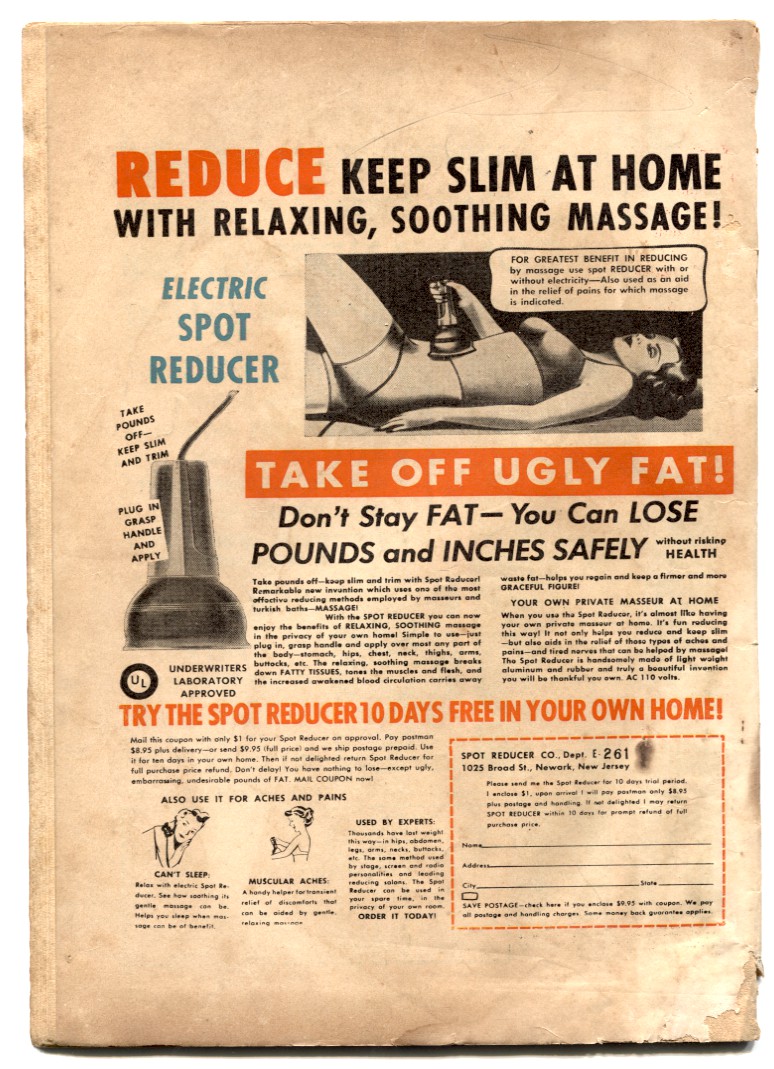 REDUCE KEEP SLIM AT HOME
WITH RELAXING, SOOTHING MASSAGE!
ELECTRIC
SPOT
REDUCER
FOR GREATEST BENEFIT IN REDUCING
by massage use spot REDUCER with or
without electricity—Also used as an aid
in the relief of pains for which massage
is indicated.
TAKE
POUNDS
OFF—
KEEP SLIM
AND TRIM
PLUG IN
GRASP
HANDLE
AND
APPLY
UL
UNDERWRITERS
LABORATORY
APPROVED
TAKE OFF UGLY FAT!
Don't Stay FAT—You Can LOSE
POUNDS and INCHES SAFELY without risking
HEALTH
Take pounds off—keep slim and trim with Spot Reducer!
Remarkable new invention which uses one of the most
effective reducing methods employed by masseurs and
turkish baths—MASSAGE!
With the SPOT REDUCER you can now
enjoy the benefits of RELAXING, SOOTHING massage
in the privacy of your own home! Simple to use—just
plug in, grasp handle and apply over most any part of
the body—stomach, hips, chest, neck, thighs, arms,
buttocks, etc. The relaxing, soothing massage breaks
down FATTY TISSUES, tones the muscles and flesh, and
the increased awakened blood circulation carries away
waste fat—helps you regain and keep a firmer and more
GRACEFUL FIGURE!
YOUR OWN PRIVATE MASSEUR AT HOME
When you use the Spot Reducer, it's almost like having
your own private masseur at home. It's fun reducing
this way! It not only helps you reduce and keep slim
—but also aids in the relief of those types of aches and
pains—and tired nerves that can be helped by massage!
The Spot Reducer is handsomely made of light weight
aluminum and rubber and truly a beautiful invention
you will be thankful you own. AC 110 volts.
TRY THE SPOT REDUCER 10 DAYS FREE IN YOUR OWN HOME!
Mail this coupon with only $1 for your Spot Reducer on approval. Pay postman
$8.95 plus delivery—or send $9.95 (full price) and we ship postage prepaid. Use
it for ten days in your own home. Then if not delighted return Spot Reducer for
full purchase price refund. Don't delay! You have nothing to lose—except ugly,
embarrassing, undesirable pounds of FAT. MAIL COUPON now!
ALSO USE IT FOR ACHES AND PAINS
CAN'T SLEEP:
Relax with electric Spot Re-
ducer. See how soothing its
gentle massage can be.
Helps you sleep when mas-
sage can be of benefit.
MUSCULAR ACHES:
A handy helper for transient
relief of discomforts that
can be aided by gentle,
relaxing massage
USED BY EXPERTS:
Thousands have lost weight
this way—in hips, abdomen,
legs, arms, necks, buttocks,
etc. The same method used
by stage, screen and radio
personalities and leading
reducing salons. The Spot
Reducer can be used in
your spare time, in the
privacy of your own room.
ORDER IT TODAY!
SPOT REDUCER CO., Dept. E-261
1025 Broad St., Newark, New Jersey
Please send me the Spot Reducer for 10 days trial period.
I enclose $1, upon arrival I will pay postman only $8.95
plus postage and handling. If not delighted I may return
SPOT REDUCER within 10 days for prompt refund of full
purchase price.
Name
Address
City State
SAVE POSTAGE—check here if you enclose $9.95 with coupon. We pay
all postage and handling charges. Same money back guarantee applies.